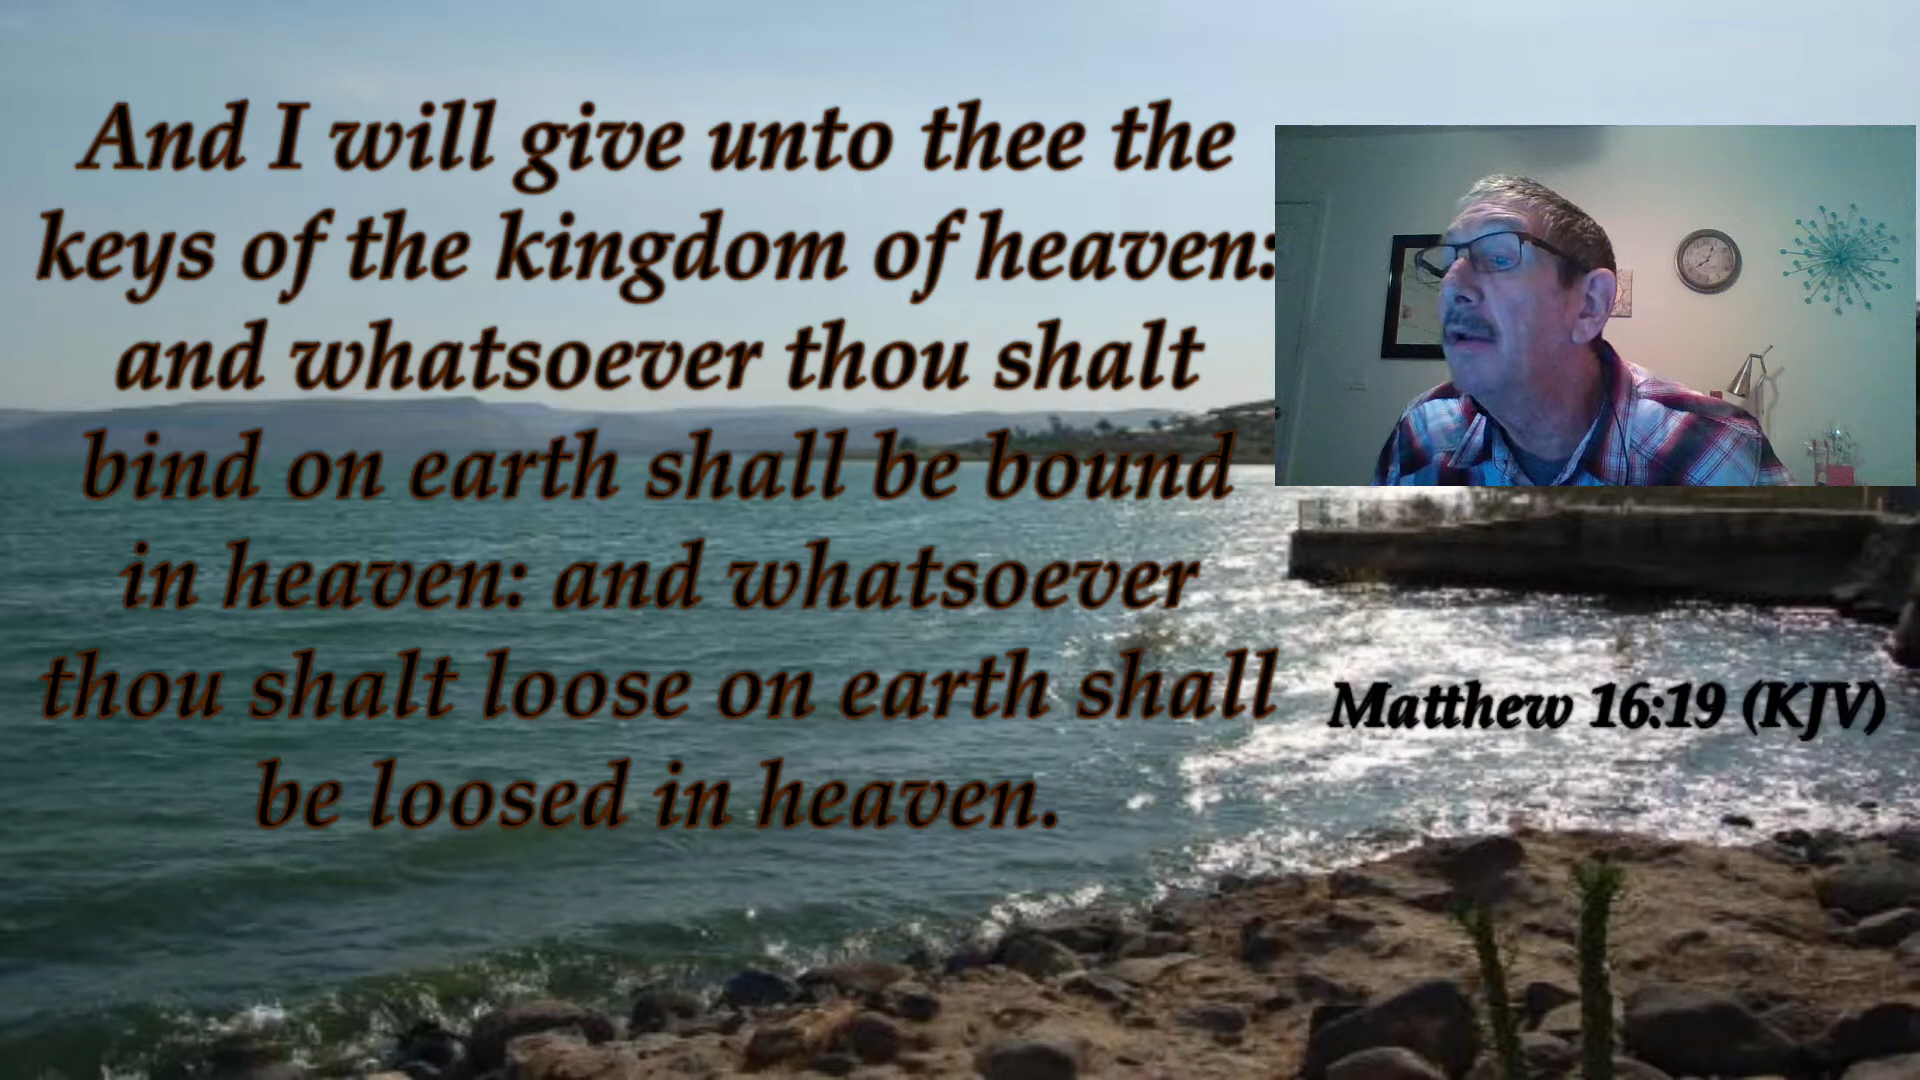 And I will give unto thee the
keys of the kingdom of heaven:
and whatsoever thou shalt
bind on earth shall be bound
in heaven: and whatsoever
thou shalt loose on earth shall
be loosed in heaven.
Matthew 16:19 (KJV)